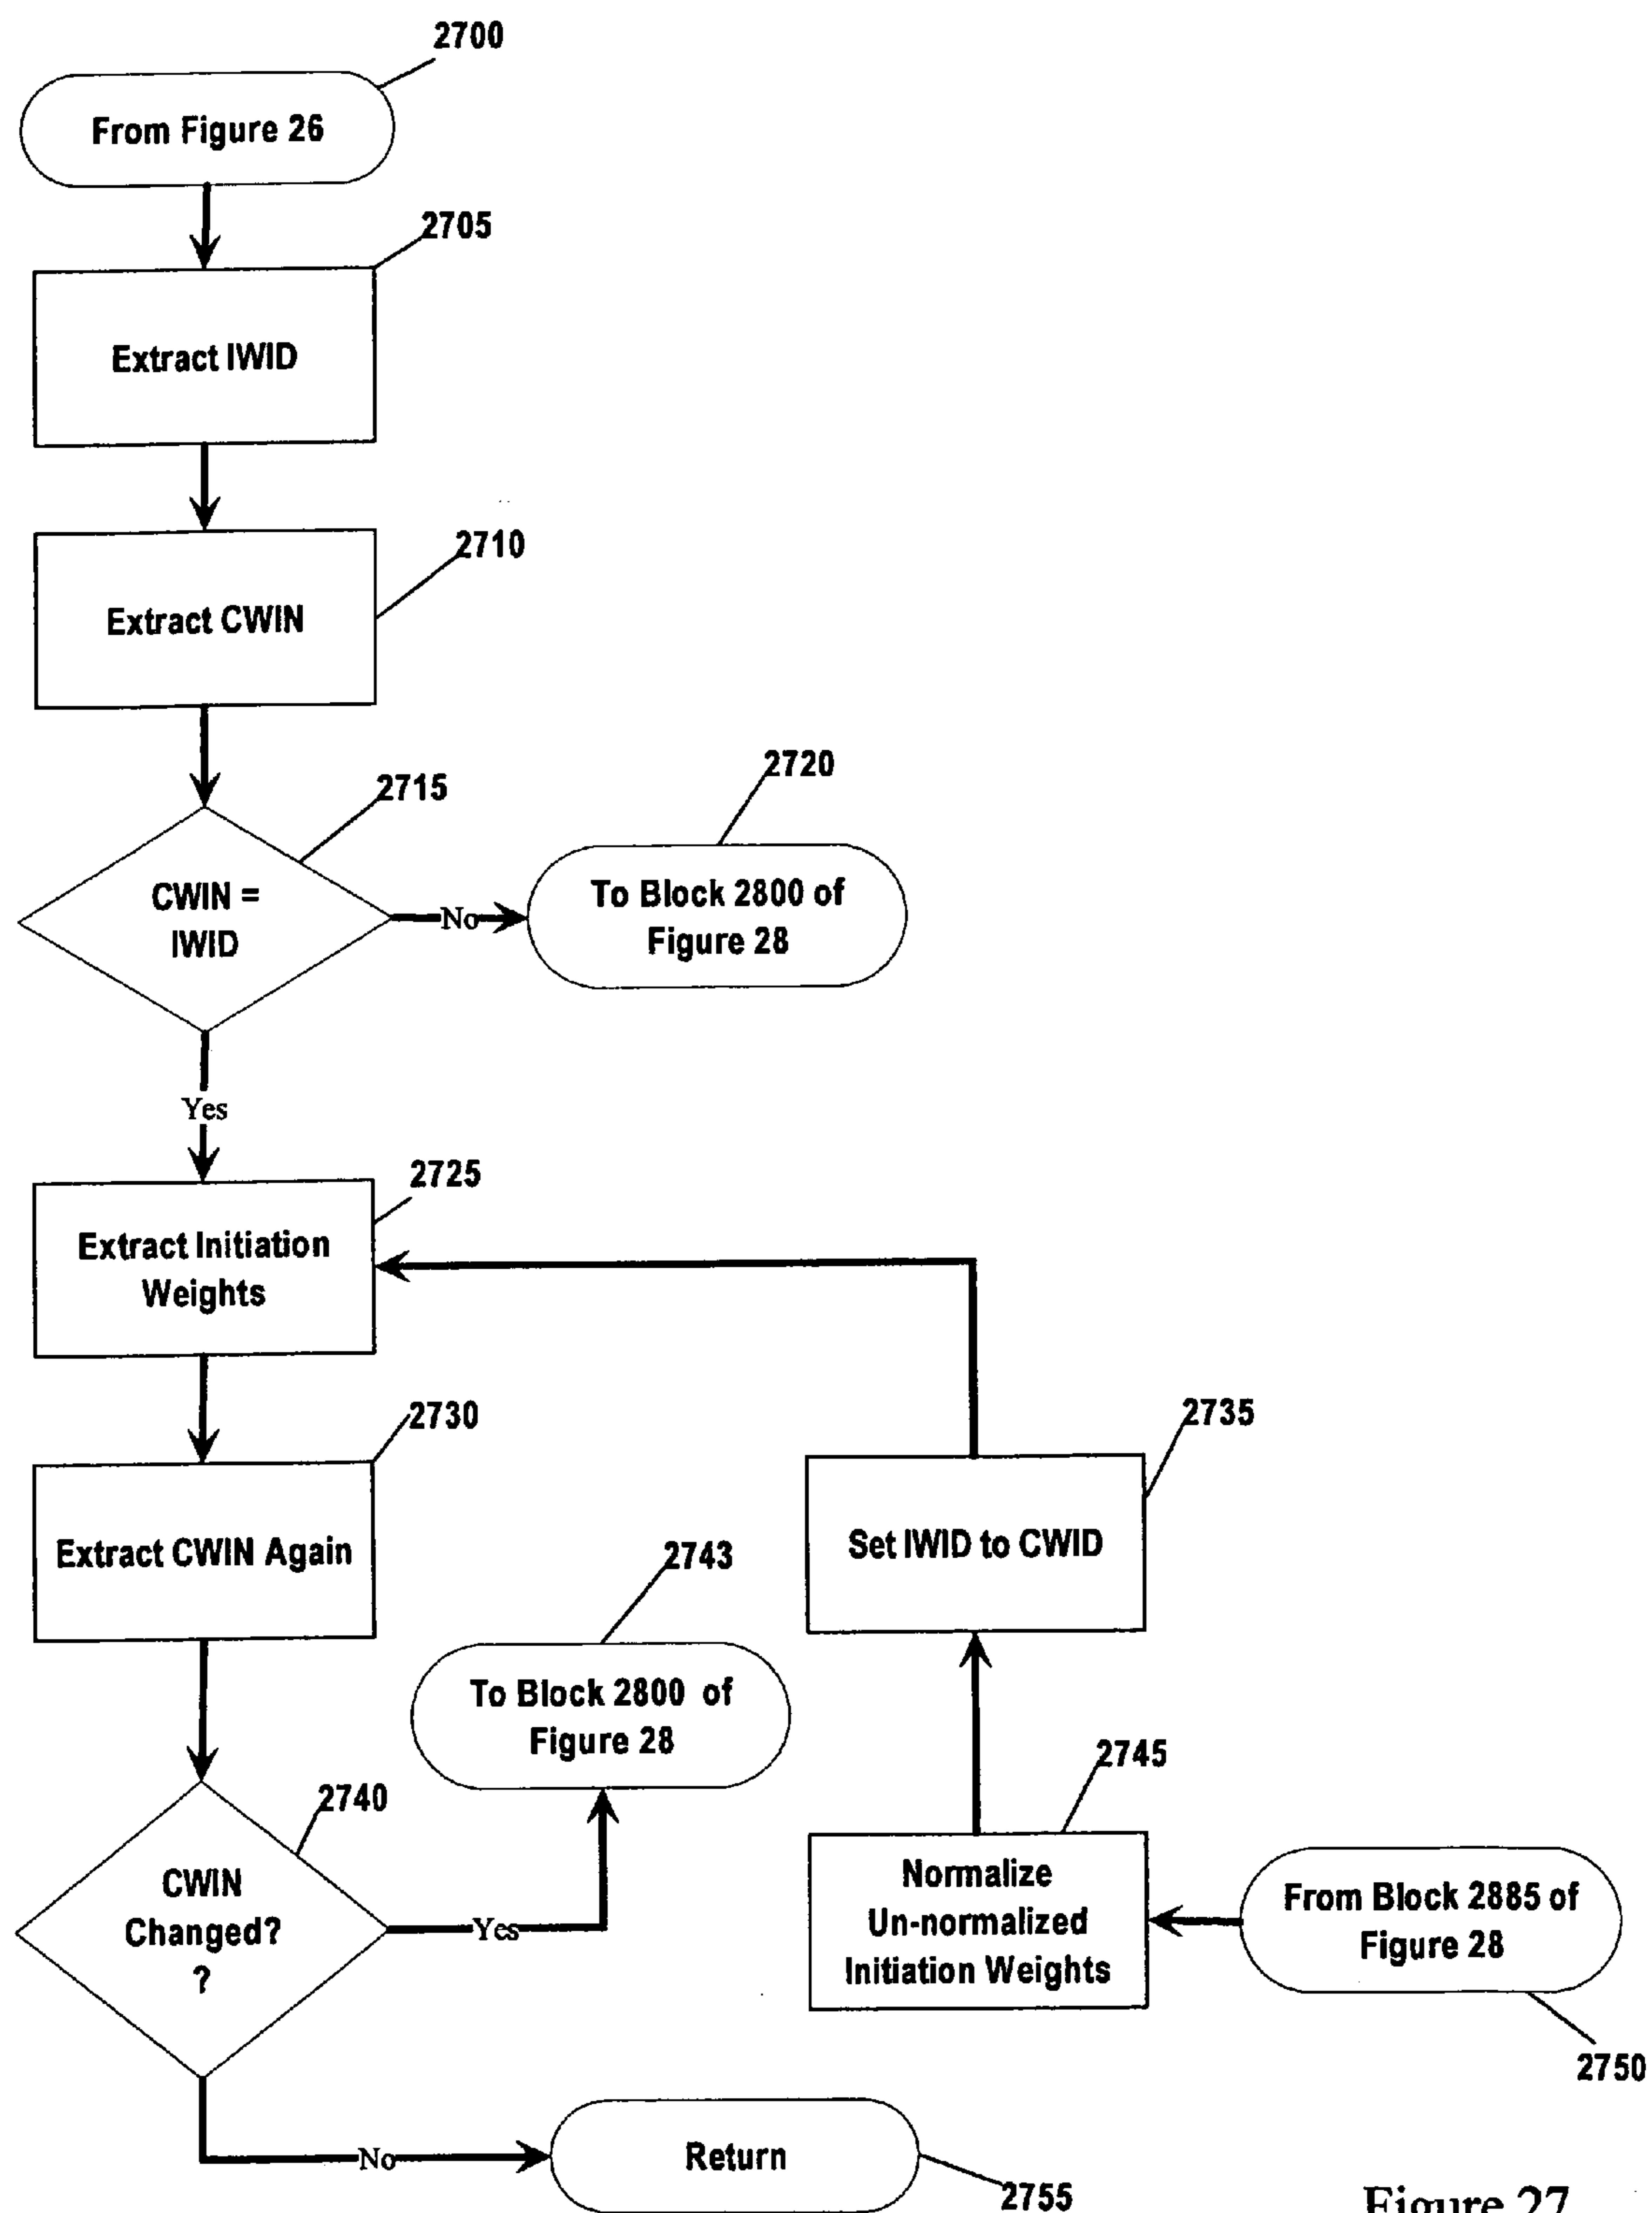 2700
From Figure 26
2705
Extract IWID
2710
Extract CWIN
2720
2715
CWIN =
IWID
No
To Block 2800 of
Figure 28
Yes
2725
Extract Initiation
Weights
2730
2735
Extract CWIN Again
Set IWID to CWID
2743
To Block 2800 of
Figure 28
2745
2740
CWIN
Changed?
?
Yes
Normalize
Un-normalized
Initiation Weights
From Block 2885 of
Figure 28
2750
No
Return
2755
Figure 27